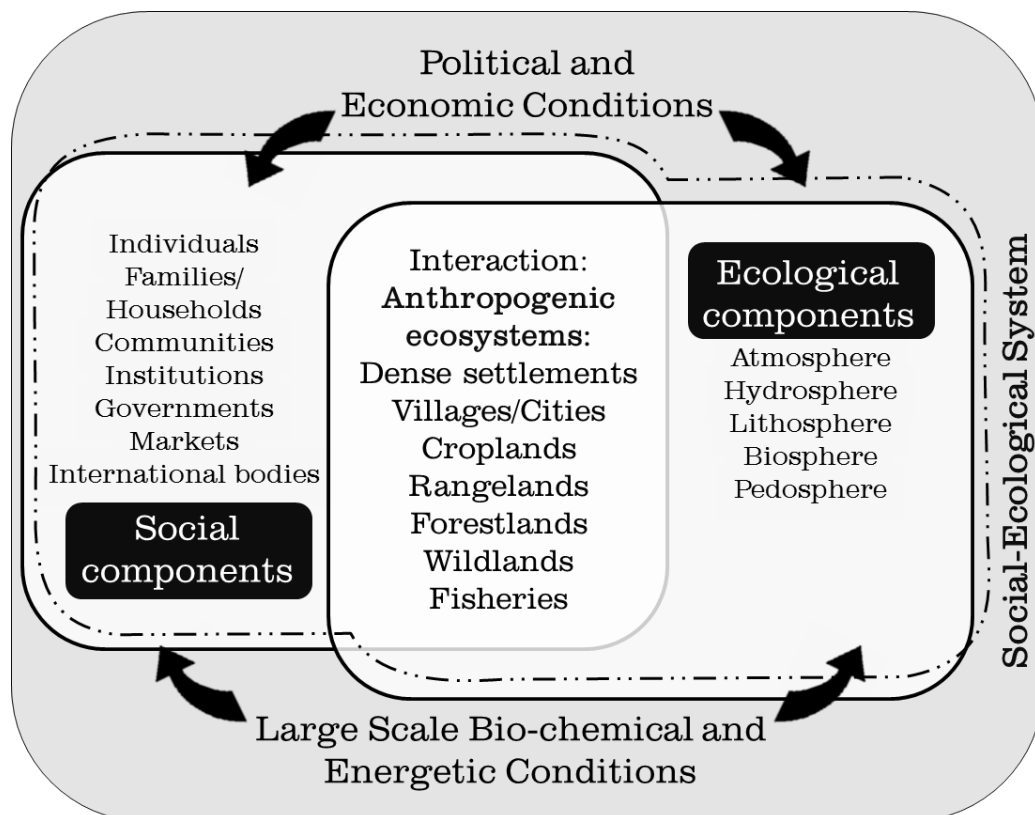 Political and
Economic Conditions
Individuals
Families/
Households
Communities
Institutions
Governments
Markets
International bodies
Social
components
Interaction:
Anthropogenic
ecosystems:
Dense settlements
Villages/Cities
Croplands
Rangelands
Forestlands
Wildlands
Fisheries
Ecological
components
Atmosphere
Hydrosphere
Lithosphere
Biosphere
Pedosphere
Social-Ecological System
Large Scale Bio-chemical and
Energetic Conditions